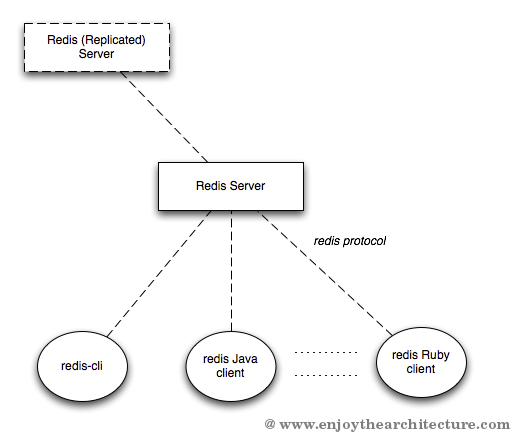 Redis (Replicated)
Server
Redis Server
redis protocol
redis-cli
redis Java
client
redis Ruby
client
@ www.enjoythearchitecture.com